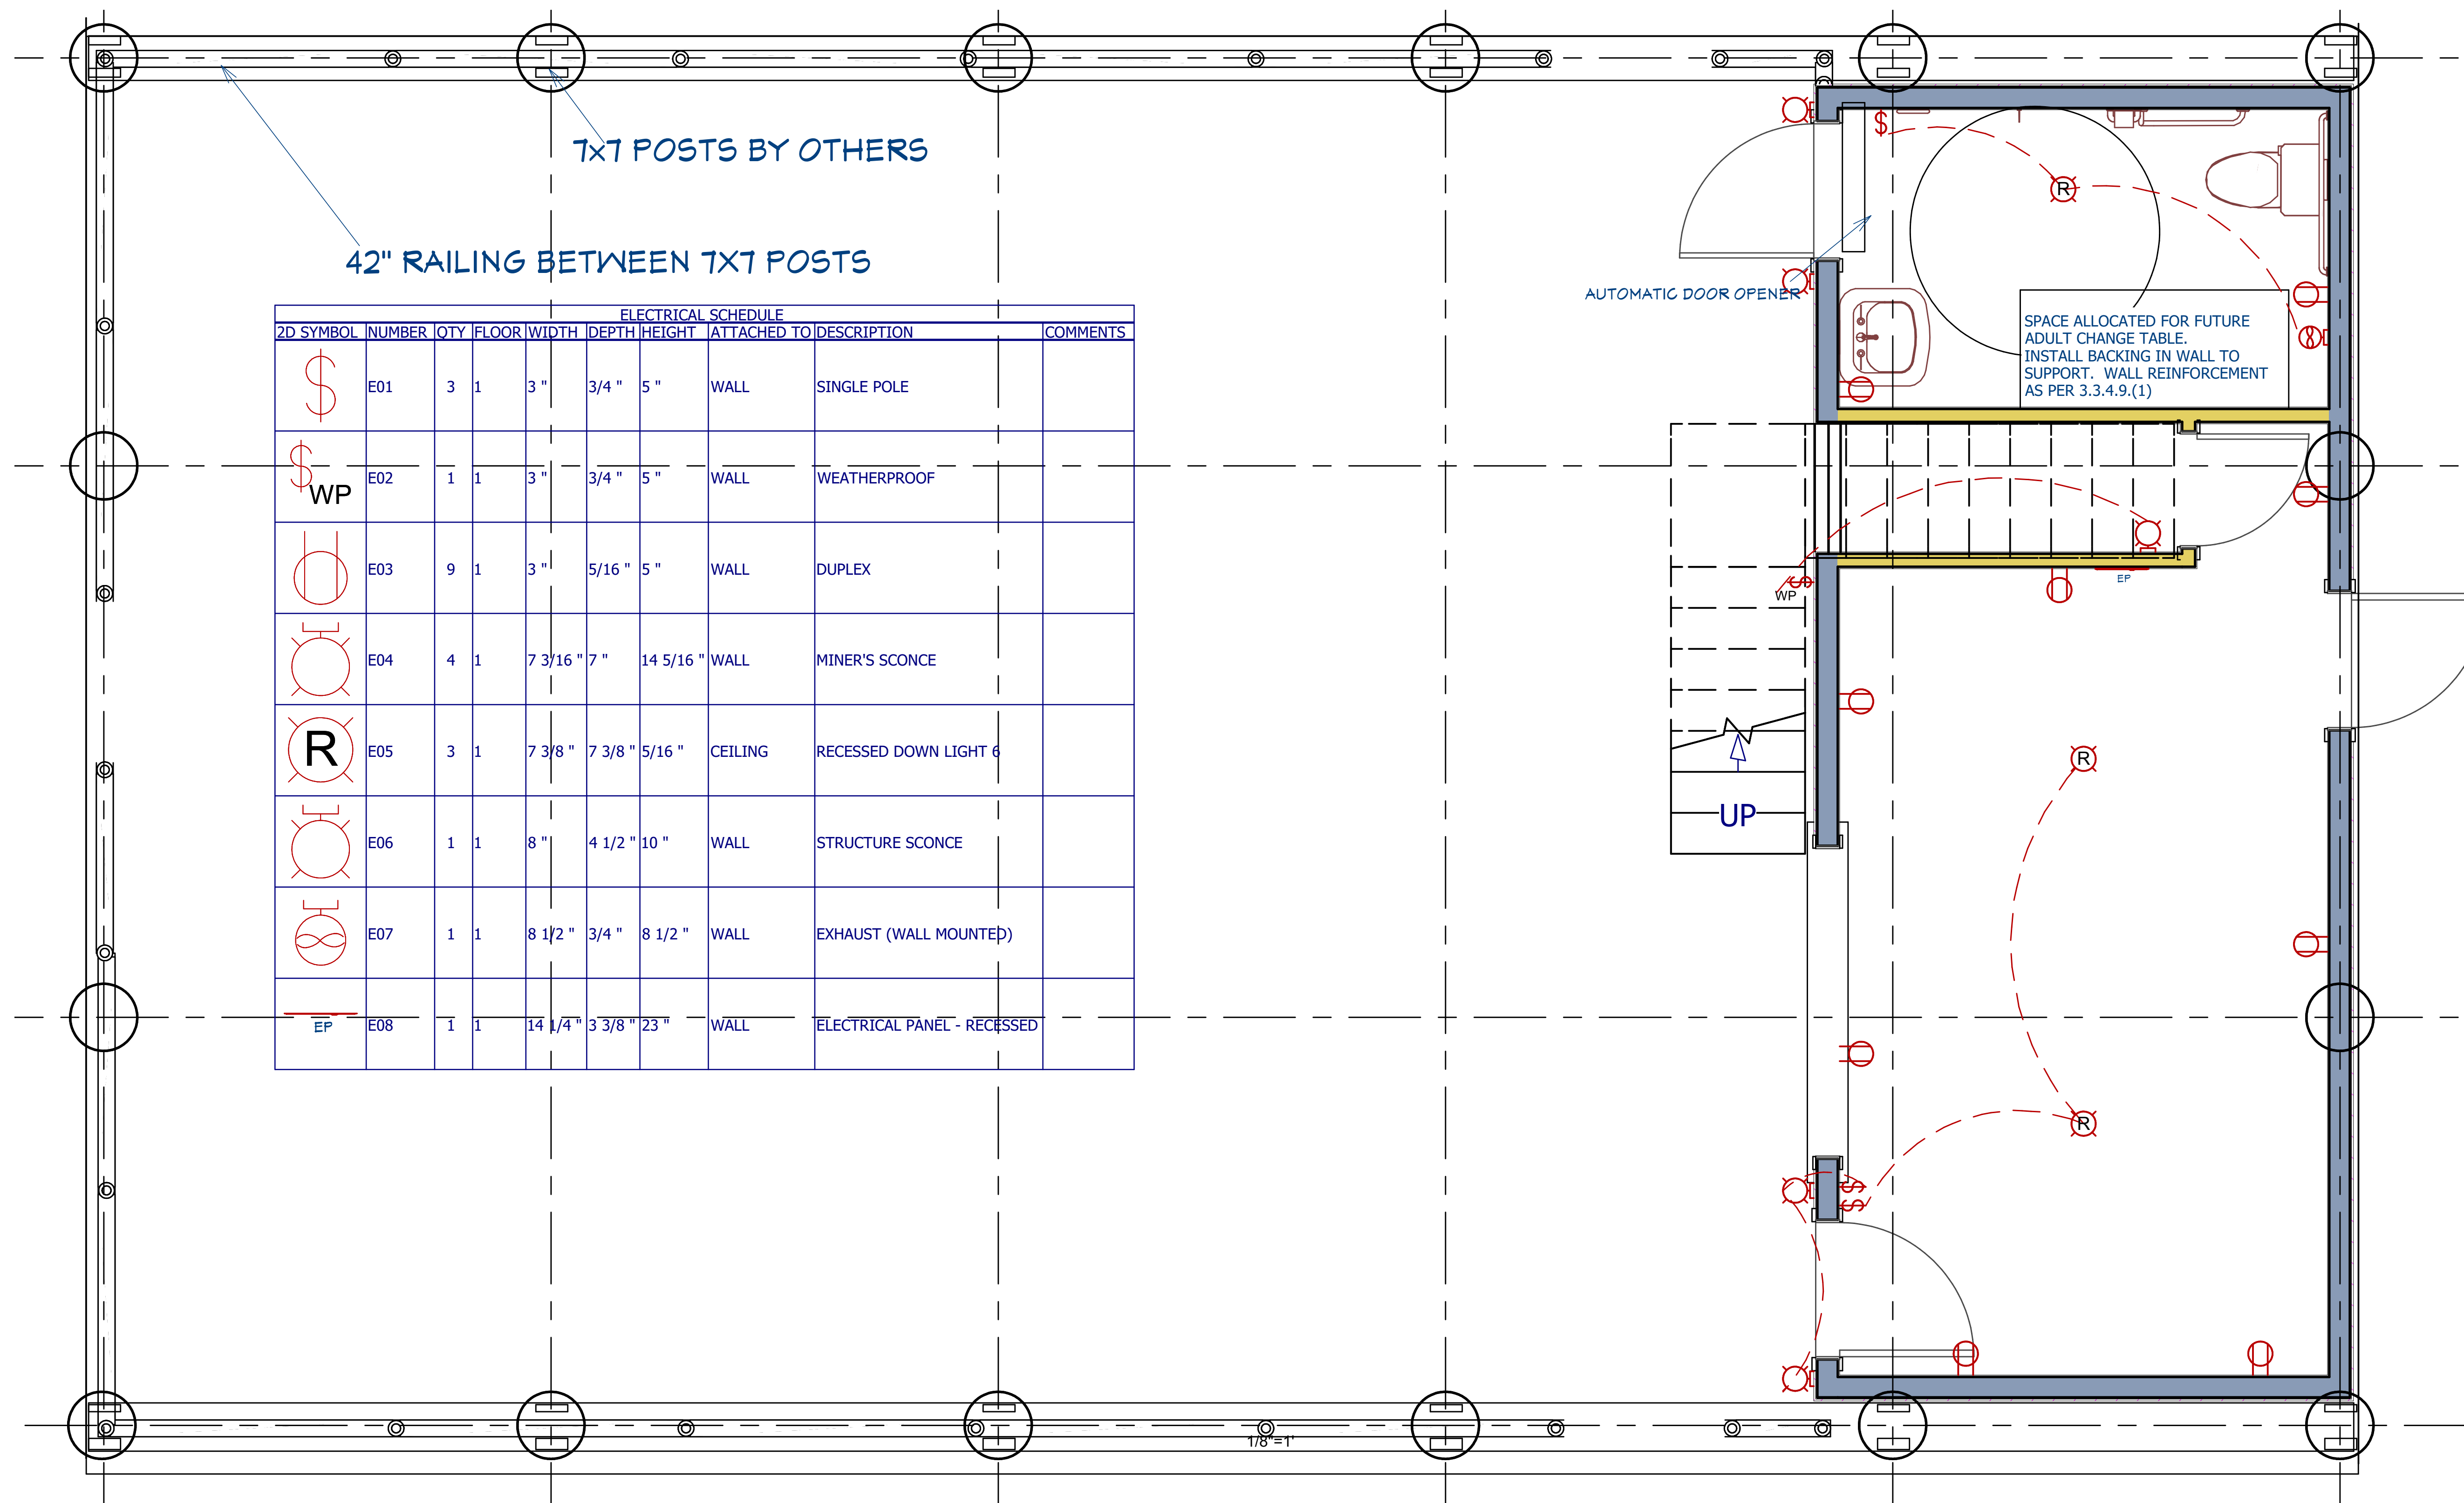 7x7 POSTS BY OTHERS
42" RAILING BETWEEN 7X7 POSTS
AUTOMATIC DOOR OPENER
R
SPACE ALLOCATED FOR FUTURE
ADULT CHANGE TABLE.
INSTALL BACKING IN WALL TO
SUPPORT. WALL REINFORCEMENT
AS PER 3.3.4.9.(1)
ELECTRICAL SCHEDULE
2D SYMBOL NUMBER QTY FLOOR WIDTH DEPTH HEIGHT ATTACHED TO DESCRIPTION COMMENTS
$ E01 3 1 3 " 3/4 " 5 " WALL SINGLE POLE
$ WP E02 1 1 3 " 3/4 " 5 " WALL WEATHERPROOF
E03 9 1 3 " 5/16 " 5 " WALL DUPLEX
E04 4 1 7 3/16 " 7 " 14 5/16 " WALL MINER'S SCONCE
R E05 3 1 7 3/8 " 7 3/8 " 5/16 " CEILING RECESSED DOWN LIGHT 6
E06 1 1 8 " 4 1/2 " 10 " WALL STRUCTURE SCONCE
E07 1 1 8 1/2 " 3/4 " 8 1/2 " WALL EXHAUST (WALL MOUNTED)
EP E08 1 1 14 1/4 " 3 3/8 " 23 " WALL ELECTRICAL PANEL - RECESSED
$
$
WP
EP
UP
R
R
$
$
1/8"=1'